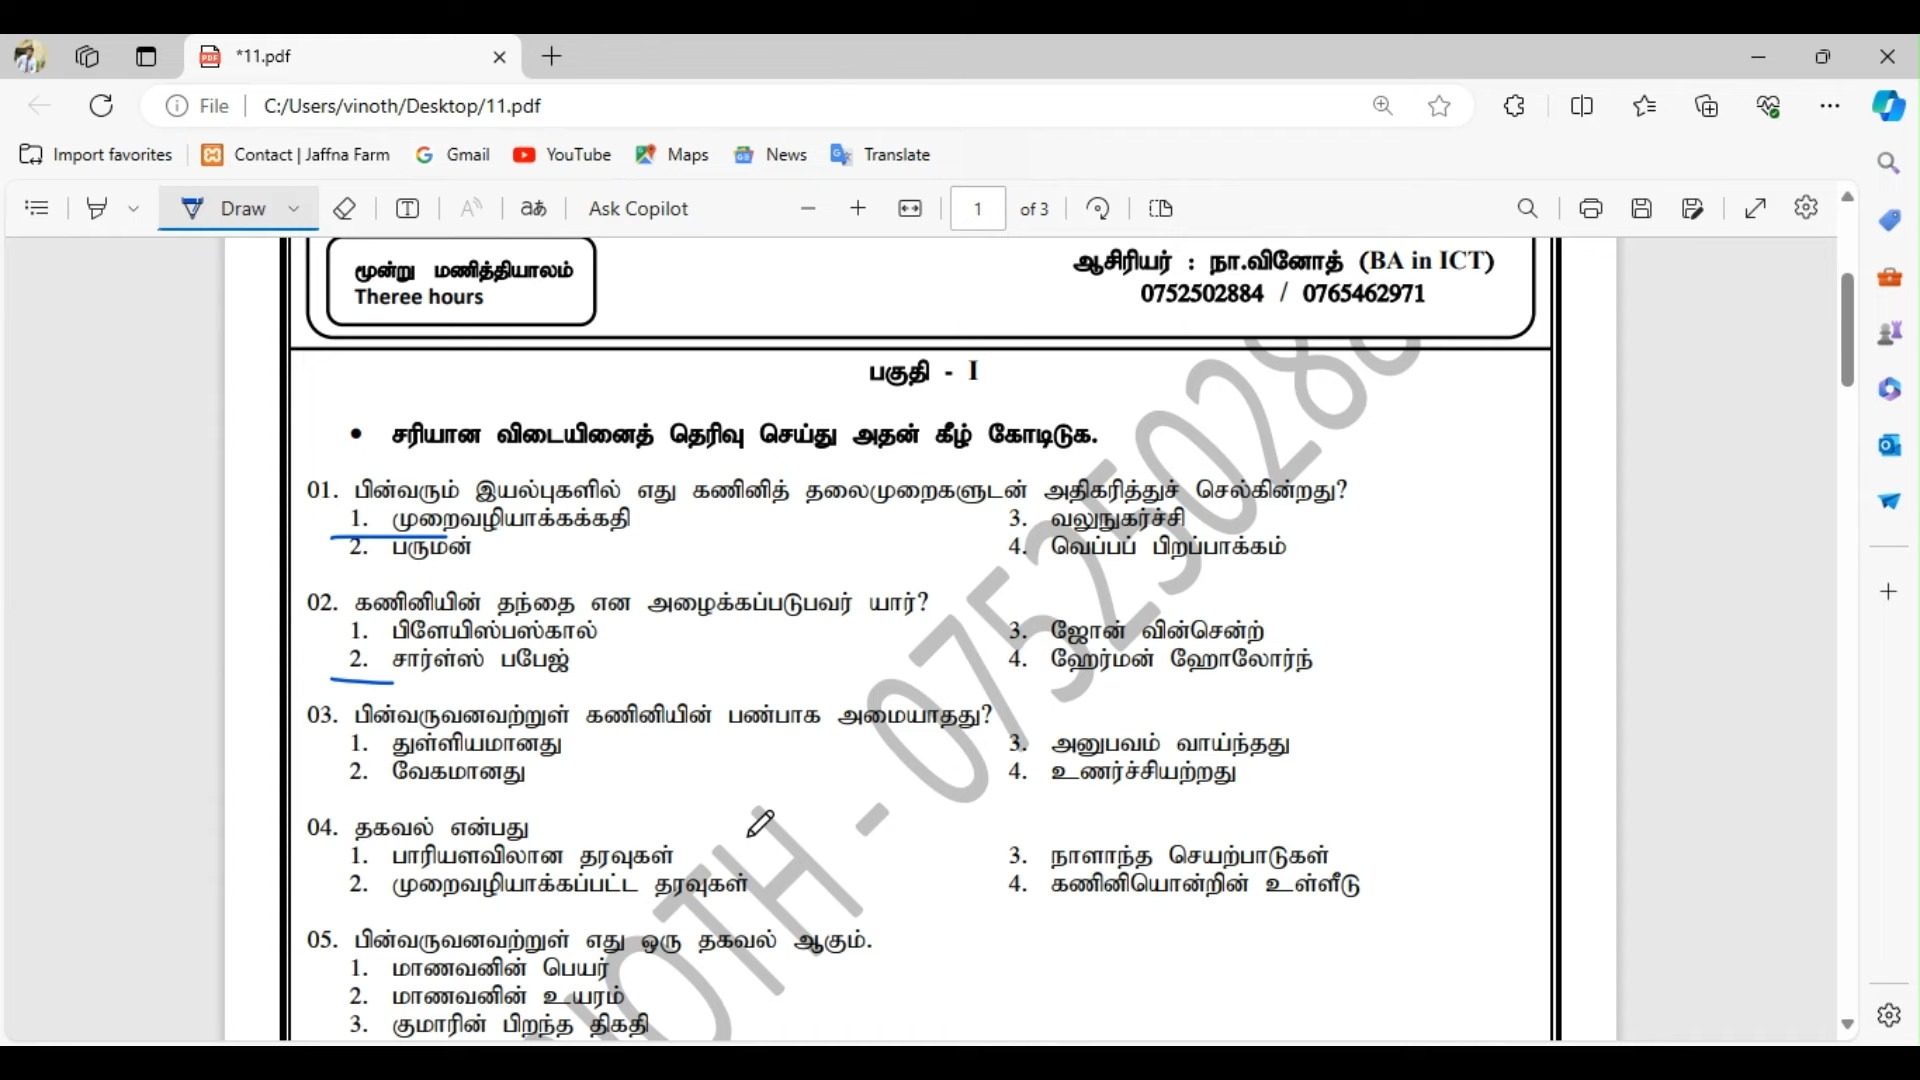 *11.pdf
File C:/Users/vinoth/Desktop/11.pdf
Import favorites Contact | Jaffna Farm Gmail YouTube Maps News Translate
Draw Ask Copilot 1 of 3
மூன்று மணித்தியாலம்
Theree hours
ஆசிரியர் : நா.வினோத் (BA in ICT)
0752502884 / 0765462971
பகுதி - I
• சரியான விடையினைத் தெரிவு செய்து அதன் கீழ் கோடிடுக.
01. பின்வரும் இயல்புகளில் எது கணினித் தலைமுறைகளுடன் அதிகரித்துச் செல்கின்றது?
1. முறைவழியாக்கக்கதி 3. வலுநுகர்ச்சி
2. பருமன் 4. வெப்பப் பிறப்பாக்கம்
02. கணினியின் தந்தை என அழைக்கப்படுபவர் யார்?
1. பிளேயிஸ்பஸ்கால் 3. ஜோன் வின்சென்ற்
2. சார்ள்ஸ் பபேஜ் 4. ஹேர்மன் ஹோலோர்ந்
03. பின்வருவனவற்றுள் கணினியின் பண்பாக அமையாதது?
1. துள்ளியமானது 3. அனுபவம் வாய்ந்தது
2. வேகமானது 4. உணர்ச்சியற்றது
04. தகவல் என்பது
1. பாரியளவிலான தரவுகள் 3. நாளாந்த செயற்பாடுகள்
2. முறைவழியாக்கப்பட்ட தரவுகள் 4. கணினியொன்றின் உள்ளீடு
05. பின்வருவனவற்றுள் எது ஒரு தகவல் ஆகும்.
1. மாணவனின் பெயர்
2. மாணவனின் உயரம்
3. குமாரின் பிறந்த திகதி